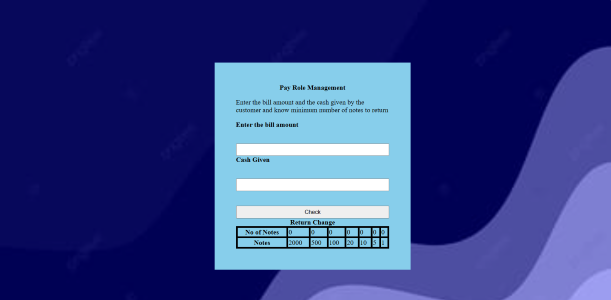 Pay Role Management
Enter the bill amount and the cash given by the
customer and know minimum number of notes to return
Enter the bill amount
Cash Given
Check
Return Change
No of Notes 0 0 0 0 0 0 0
Notes 2000 500 100 20 10 5 1